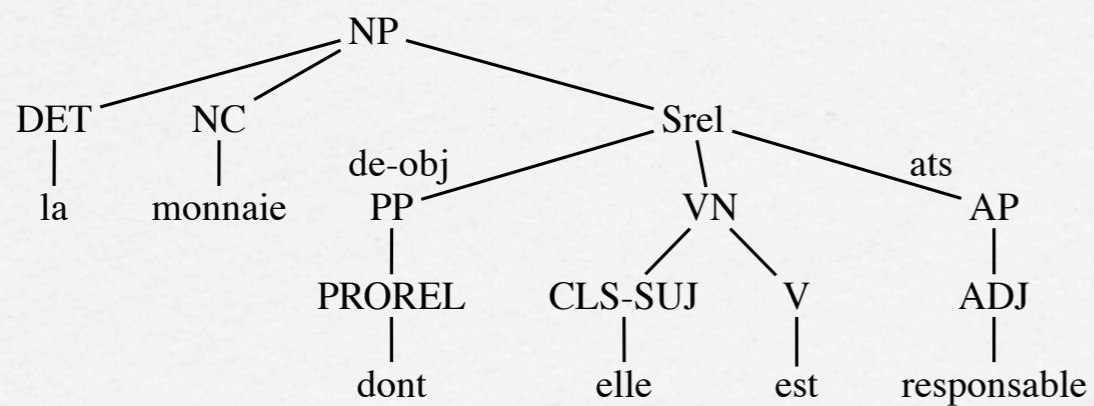 NP
DET NC Srel
de-obj ats
la monnaie PP VN AP
PROREL CLS-SUJ V ADJ
dont elle est responsable